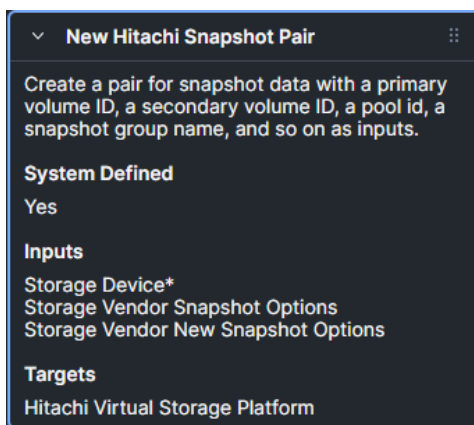 New Hitachi Snapshot Pair
Create a pair for snapshot data with a primary
volume ID, a secondary volume ID, a pool id, a
snapshot group name, and so on as inputs.
System Defined
Yes
Inputs
Storage Device*
Storage Vendor Snapshot Options
Storage Vendor New Snapshot Options
Targets
Hitachi Virtual Storage Platform